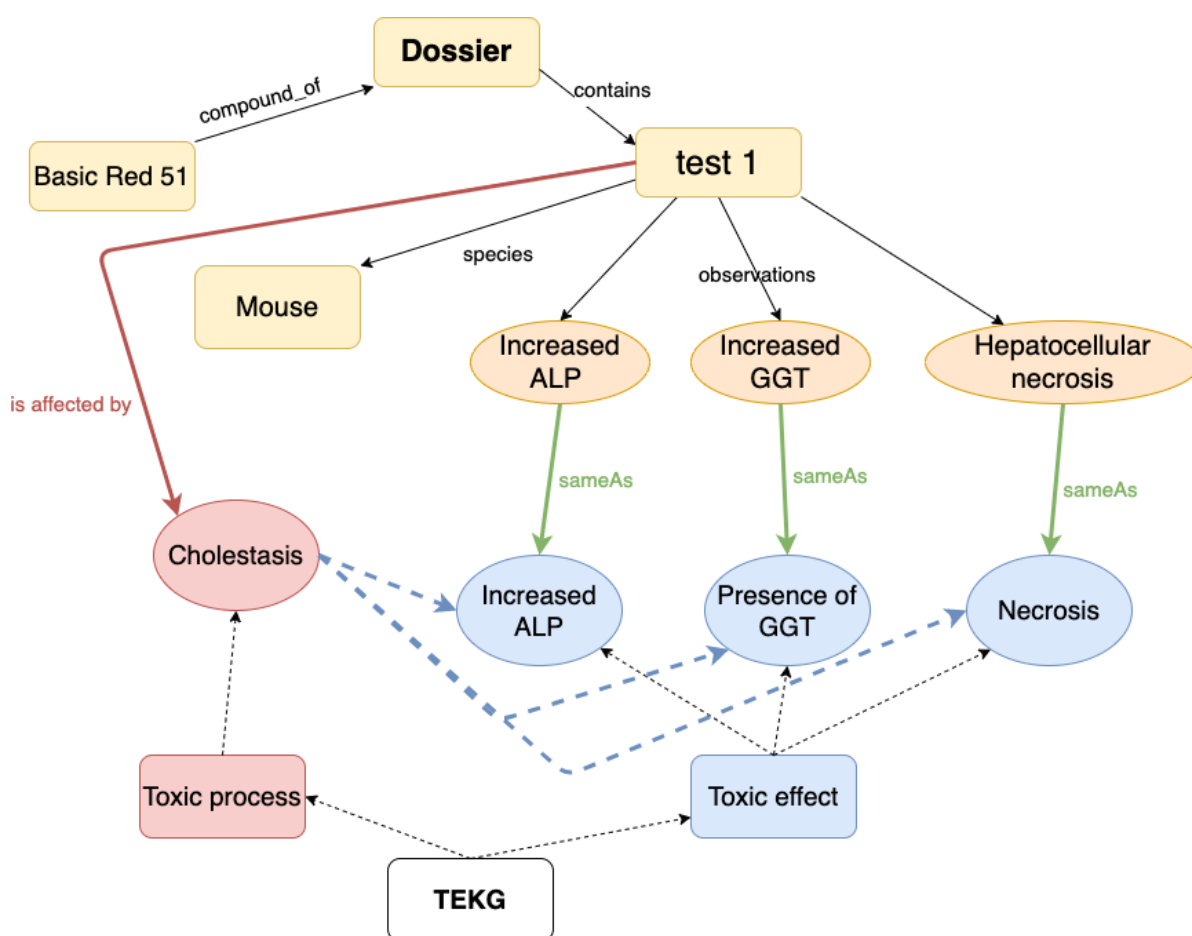 Dossier
compound_of
contains
Basic Red 51
test 1
species
Mouse
observations
Increased
ALP
Increased
GGT
Hepatocellular
necrosis
is affected by
sameAs
sameAs
sameAs
Cholestasis
Increased
ALP
Presence of
GGT
Necrosis
Toxic process
Toxic effect
TEKG